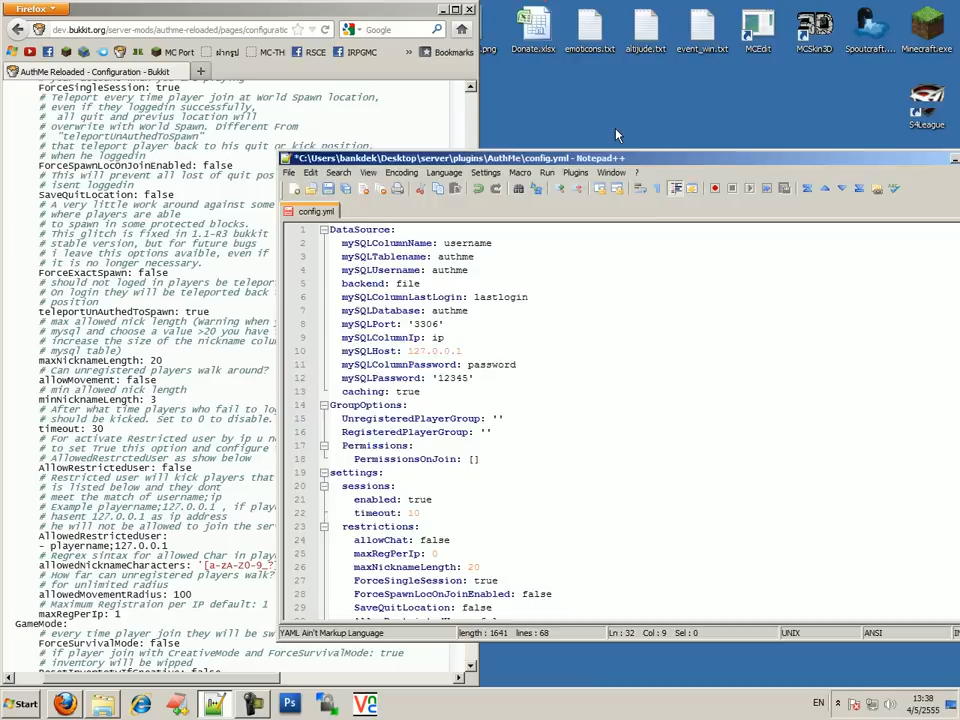 Firefox
dev.bukkit.org/server-mods/authme-reloaded/pages/configuratic
Google
MC Port
ฝากรูป
MC-TH
RSCE
IRPGMC
»
Bookmarks
AuthMe Reloaded - Configuration - Bukkit
+
ForceSingleSession: true
# Teleport every time player join at World Spawn location,
# even if they loggedin successfully,
# all quit and previus location will
# overwrite with World Spawn. Different From
# "teleportUnAuthedToSpawn"
# that teleport player back to his quit or kick position.
# when he loggedin
ForceSpawnLocOnJoinEnabled: false
# This will prevent all lost of quit pos
# isent loggedin
SaveQuitLocation: false
# A very little work around against some
# where players are able
# to spawn in some protected blocks.
# This glitch is fixed in 1.1-R3 bukkit
# stable version, but for future bugs
# i leave this options avaible, even if
# it is no longer necessary.
ForceExactSpawn: false
# should not loged in players be teleport
# On login they will be teleported back t
# position
teleportUnAuthedToSpawn: true
# max allowed nick length (Warning when y
# mysql and choose a value >20 you have
# increase the size of the nickname colu
# mysql table)
maxNicknameLength: 20
# Can unregistered players walk around?
allowMovement: false
# min allowed nick length
minNicknameLength: 3
# After what time players who fail to lo
# should be kicked. Set to 0 to disable.
timeout: 30
# For activate Restricted user by ip u n
# to set True this option and configure
# AllowedRestrctedUser as show below
AllowRestrictedUser: false
# Restricted user will kick players that
# is listed below and they dont
# meet the match of username;ip
# Example playername;127.0.0.1 , if play
# hasent 127.0.0.1 as ip address
# he will not be allowed to join the ser
AllowedRestrictedUser:
- playername;127.0.0.1
# Regrex syntax for allowed Char in play
allowedNicknameCharacters: '[a-zA-Z0-9_?]
# How far can unregistered players walk?
# for unlimited radius
allowedMovementRadius: 100
# Maximum Registraion per IP default: 1
maxRegPerIp: 1
GameMode:
# every time player join they will be sw
ForceSurvivalMode: false
# if player join with CreativeMode and ForceSurvivalMode: true
# inventory will be wipped
ResetInventoryIfCreative: false
.png
Donate.xlsx
emoticons.txt
altijude.txt
event_win.txt
MCEdit
MCSkin3D
Spoutcraft...
Minecraft.exe
S4League
*C:\Users\bankdek\Desktop\server\plugins\AuthMe\config.yml - Notepad++
File Edit Search View Encoding Language Settings Macro Run Plugins Window ?
config.yml
1 DataSource:
2 mySQLColumnName: username
3 mySQLTablename: authme
4 mySQLUsername: authme
5 backend: file
6 mySQLColumnLastLogin: lastlogin
7 mySQLDatabase: authme
8 mySQLPort: '3306'
9 mySQLColumnIp: ip
10 mySQLHost: 127.0.0.1
11 mySQLColumnPassword: password
12 mySQLPassword: '12345'
13 caching: true
14 GroupOptions:
15 UnregisteredPlayerGroup: ''
16 RegisteredPlayerGroup: ''
17 Permissions:
18 PermissionsOnJoin: []
19 settings:
20 sessions:
21 enabled: true
22 timeout: 10
23 restrictions:
24 allowChat: false
25 maxRegPerIp: 0
26 maxNicknameLength: 20
27 ForceSingleSession: true
28 ForceSpawnLocOnJoinEnabled: false
29 SaveQuitLocation: false
YAML Ain't Markup Language
length : 1641 lines : 68
Ln : 32 Col : 9 Sel : 0
UNIX
ANSI
Start
Ps
EN
13:38
4/5/2555